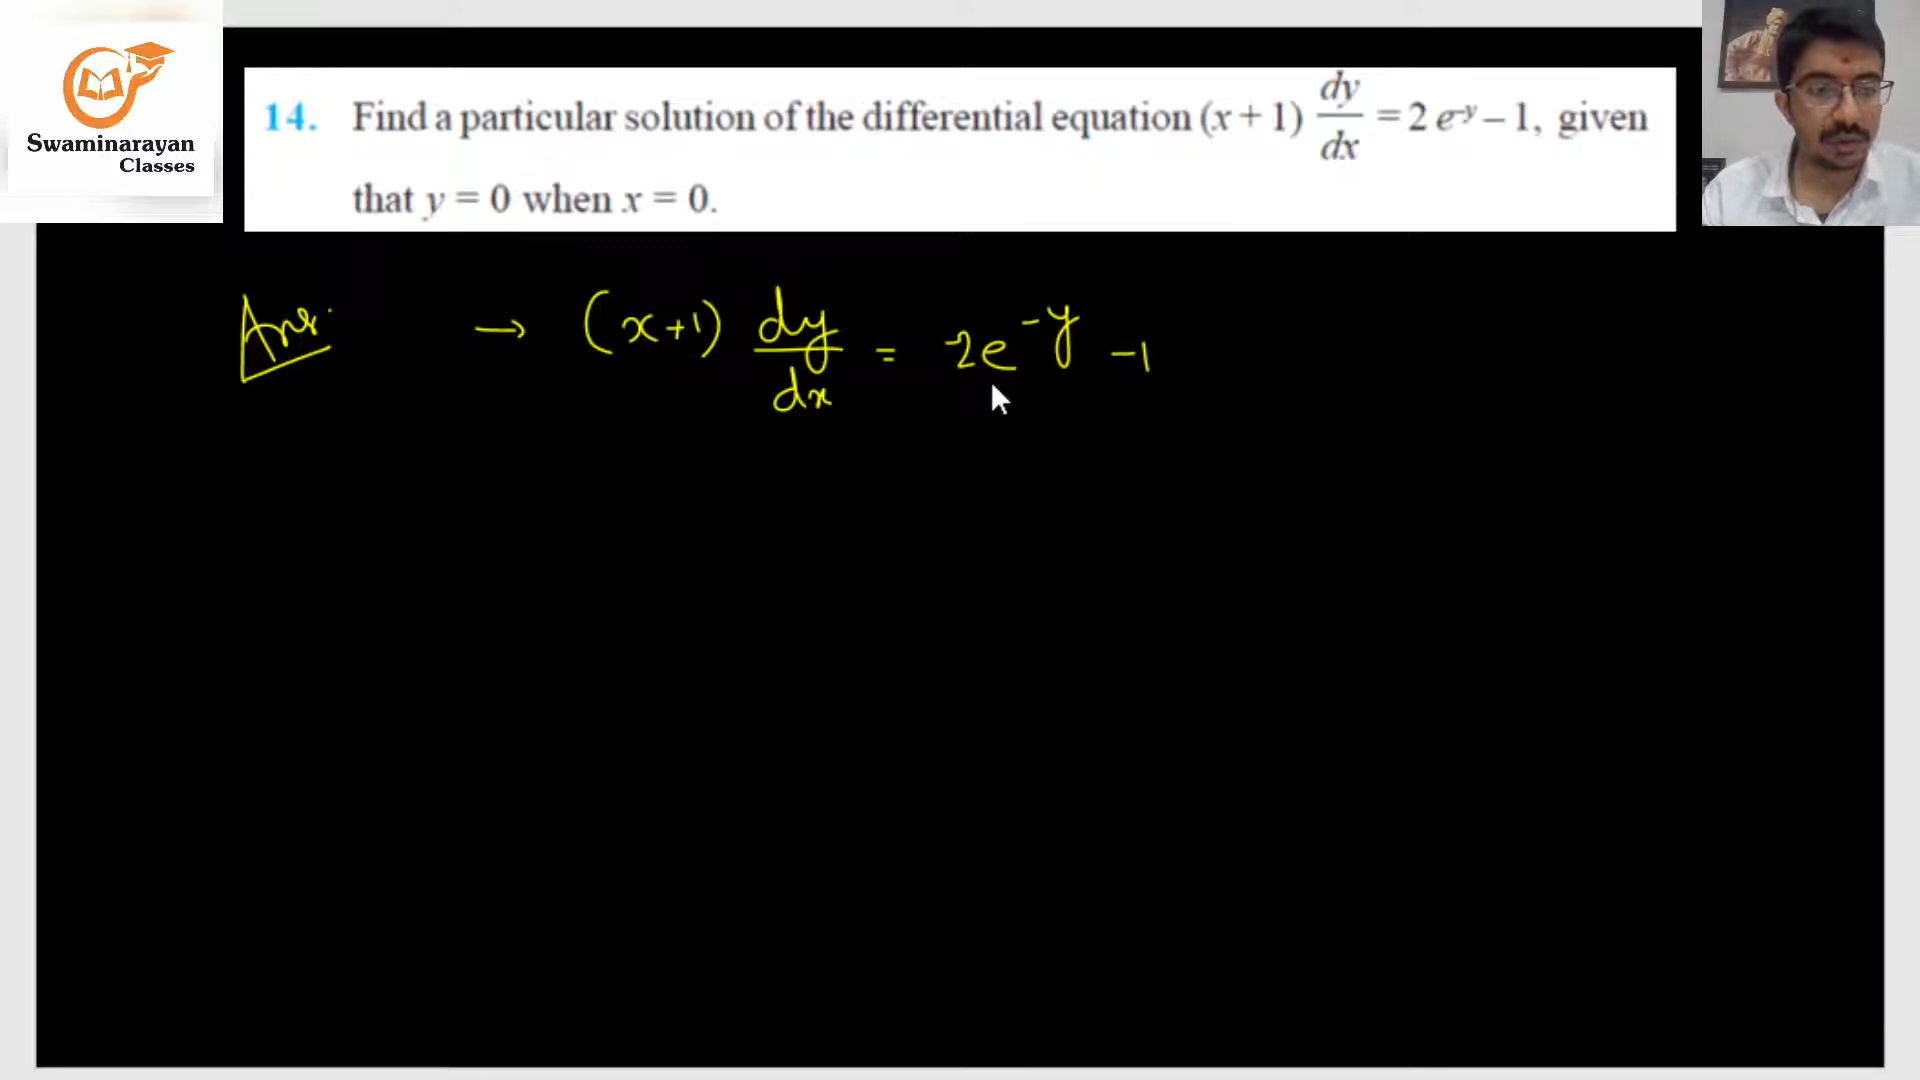 Swaminarayan
Classes
14. Find a particular solution of the differential equation (x + 1) dy/dx = 2 e^-y – 1, given
that y = 0 when x = 0.
Ans. → (x+1) dy/dx = 2e^-y -1